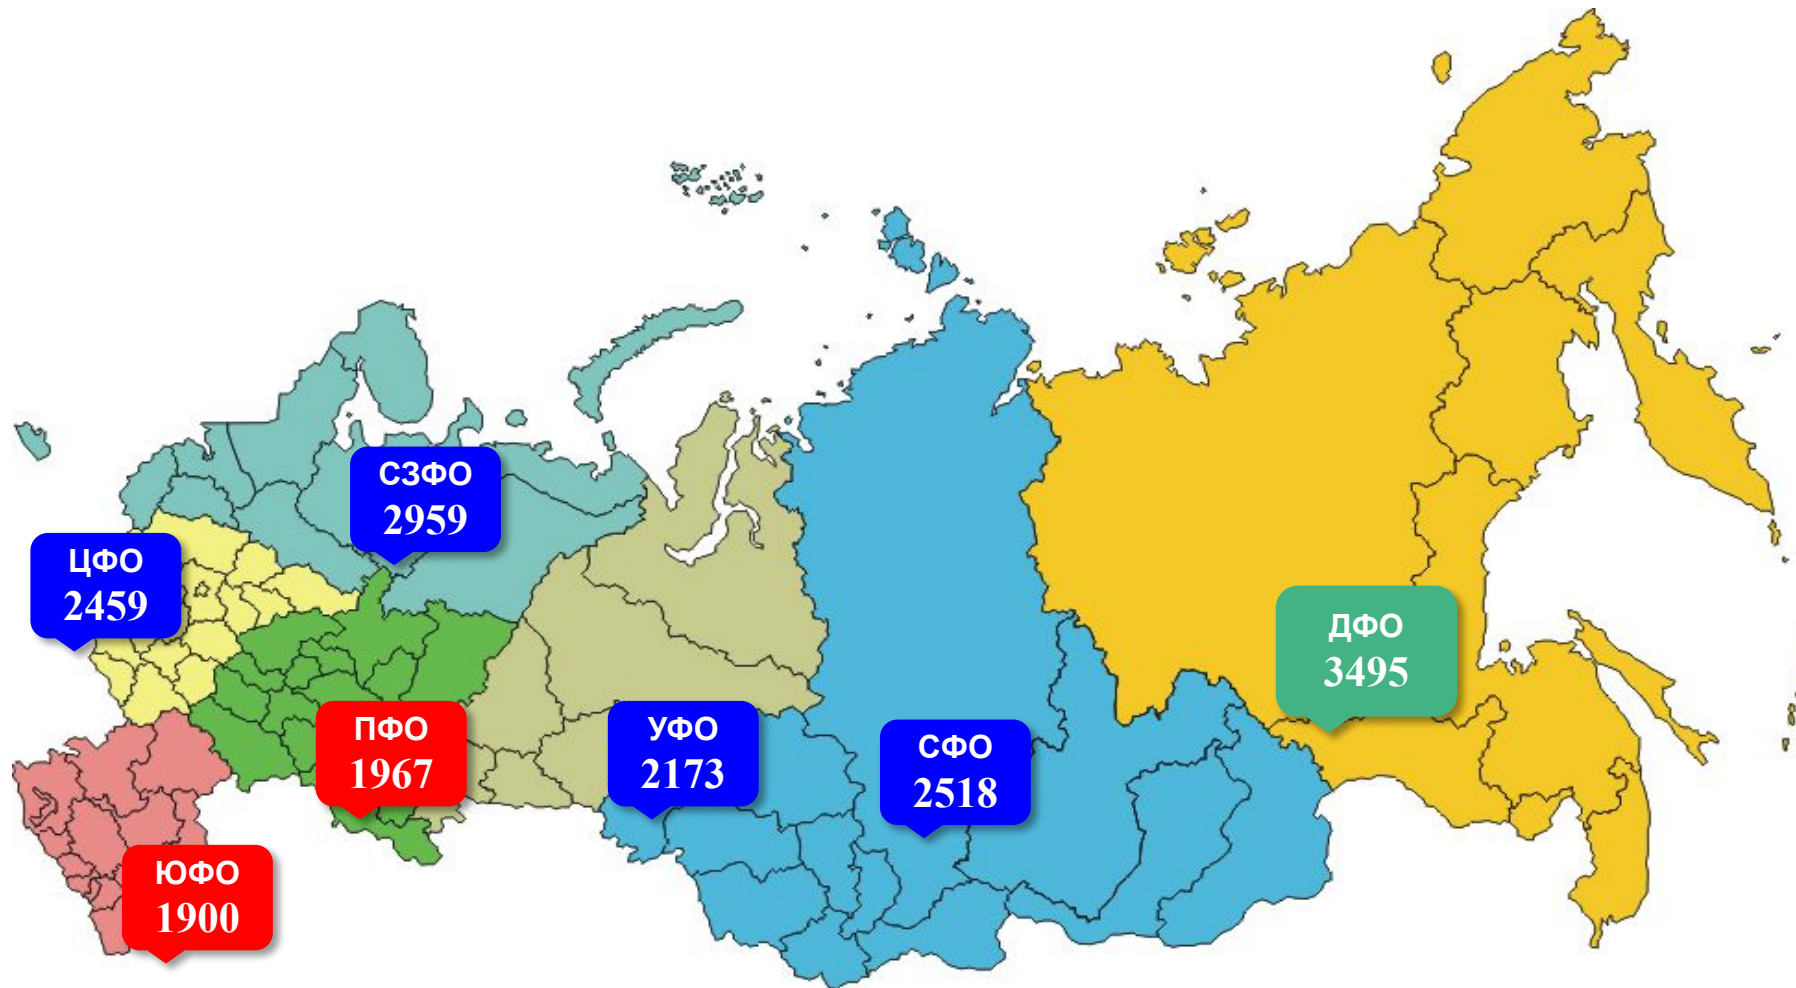 СЗФО
2959
ЦФО
2459
ДФО
3495
ПФО
1967
УФО
2173
СФО
2518
ЮФО
1900